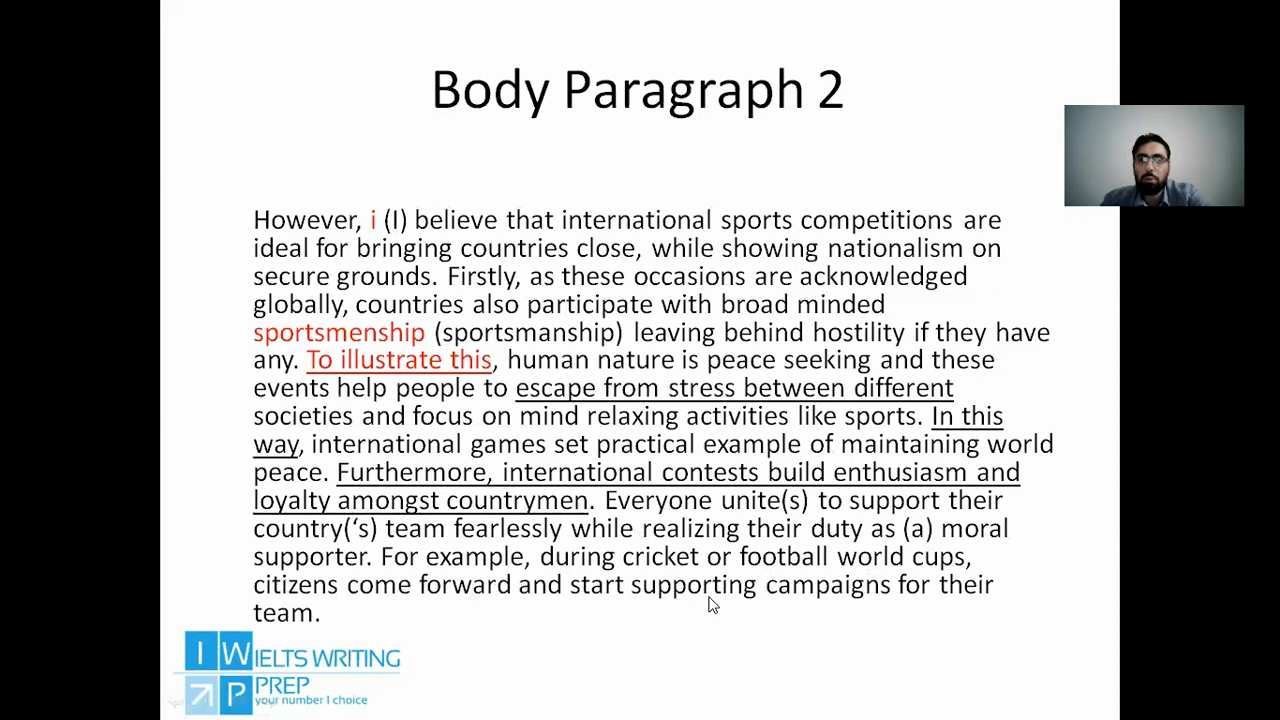 Body Paragraph 2
However, i (I) believe that international sports competitions are
ideal for bringing countries close, while showing nationalism on
secure grounds. Firstly, as these occasions are acknowledged
globally, countries also participate with broad minded
sportsmenship (sportsmanship) leaving behind hostility if they have
any. To illustrate this, human nature is peace seeking and these
events help people to escape from stress between different
societies and focus on mind relaxing activities like sports. In this
way, international games set practical example of maintaining world
peace. Furthermore, international contests build enthusiasm and
loyalty amongst countrymen. Everyone unite(s) to support their
country(‘s) team fearlessly while realizing their duty as (a) moral
supporter. For example, during cricket or football world cups,
citizens come forward and start supporting campaigns for their
team.
IW IELTS WRITING
P PREP
your number 1 choice